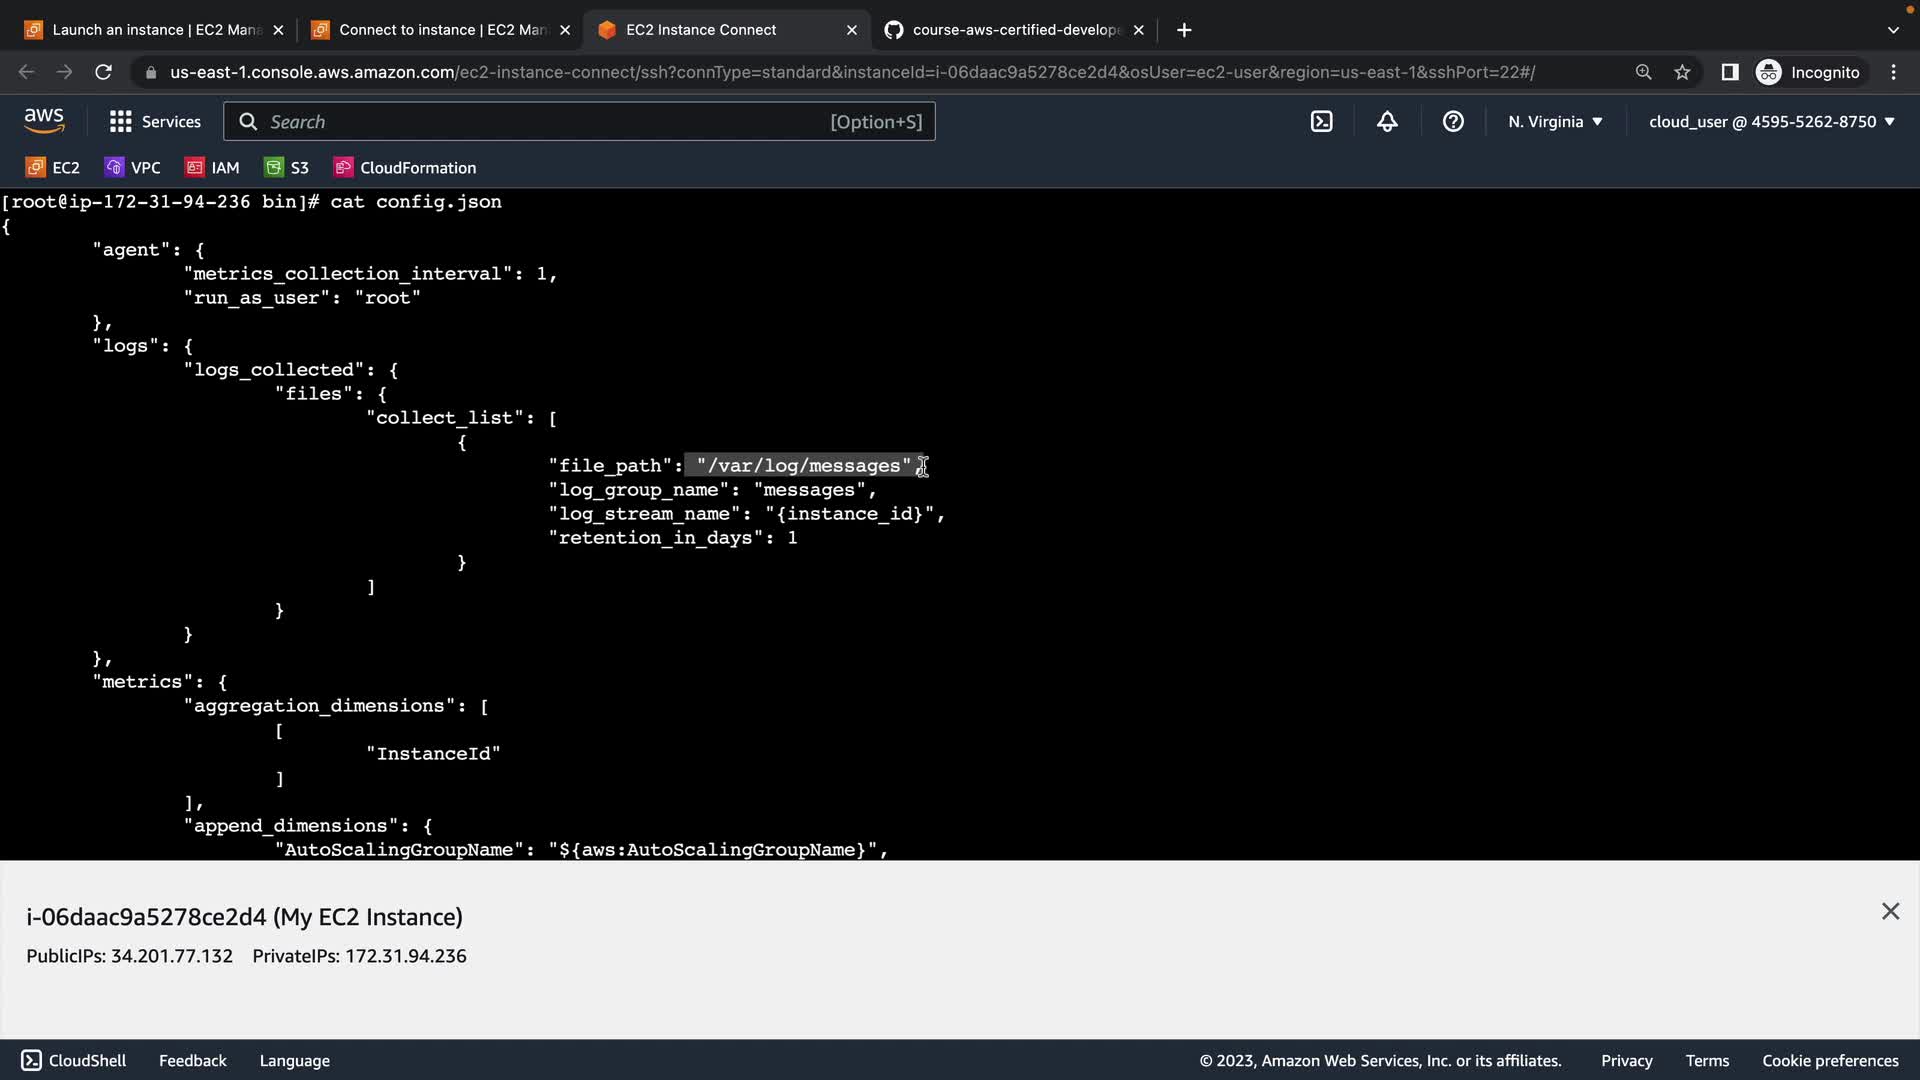 Launch an instance | EC2 Mana
Connect to instance | EC2 Man
EC2 Instance Connect
course-aws-certified-develope
us-east-1.console.aws.amazon.com/ec2-instance-connect/ssh?connType=standard&instanceId=i-06daac9a5278ce2d4&osUser=ec2-user&region=us-east-1&sshPort=22#/
Incognito
aws
Services
Search
[Option+S]
N. Virginia
cloud_user @ 4595-5262-8750
EC2
VPC
IAM
S3
CloudFormation
[root@ip-172-31-94-236 bin]# cat config.json
{
"agent": {
"metrics_collection_interval": 1,
"run_as_user": "root"
},
"logs": {
"logs_collected": {
"files": {
"collect_list": [
{
"file_path": "/var/log/messages",
"log_group_name": "messages",
"log_stream_name": "{instance_id}",
"retention_in_days": 1
}
]
}
}
},
"metrics": {
"aggregation_dimensions": [
[
"InstanceId"
]
],
"append_dimensions": {
"AutoScalingGroupName": "${aws:AutoScalingGroupName}",
i-06daac9a5278ce2d4 (My EC2 Instance)
PublicIPs: 34.201.77.132 PrivateIPs: 172.31.94.236
CloudShell
Feedback
Language
© 2023, Amazon Web Services, Inc. or its affiliates.
Privacy
Terms
Cookie preferences